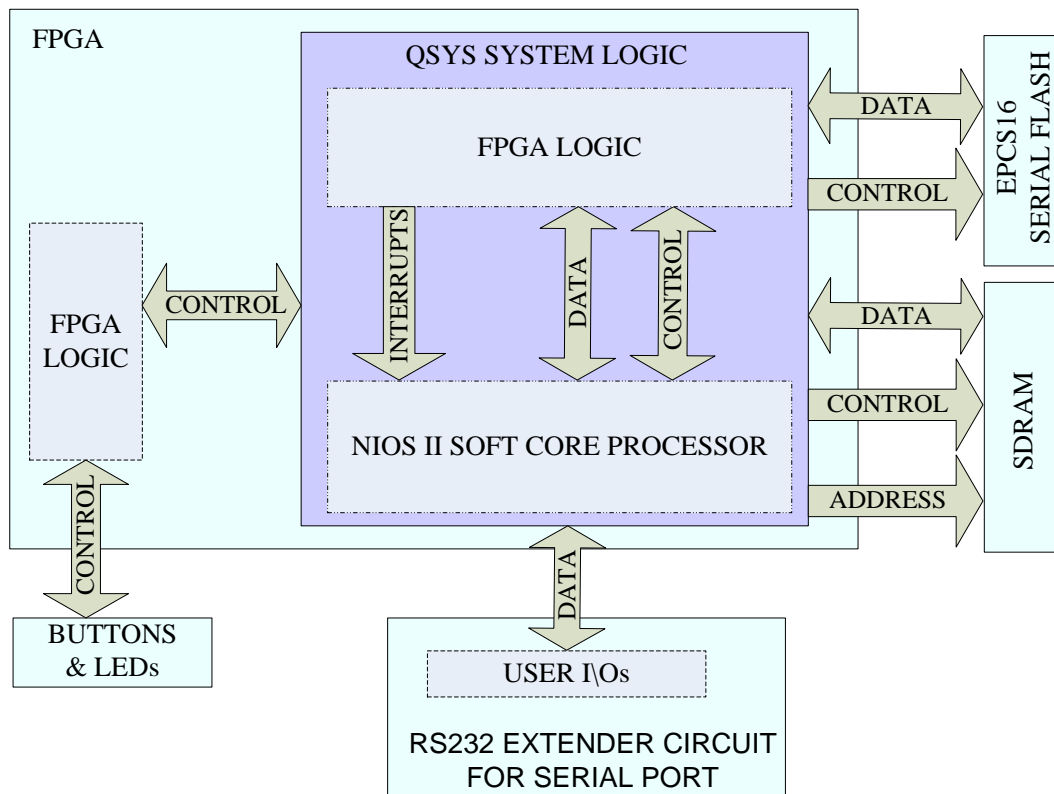 FPGA
QSYS SYSTEM LOGIC
FPGA LOGIC
INTERRUPTS
DATA
CONTROL
NIOS II SOFT CORE PROCESSOR
FPGA
LOGIC
CONTROL
CONTROL
BUTTONS
& LEDs
DATA
CONTROL
EPCS16
SERIAL FLASH
DATA
CONTROL
ADDRESS
SDRAM
DATA
USER I\Os
RS232 EXTENDER CIRCUIT
FOR SERIAL PORT